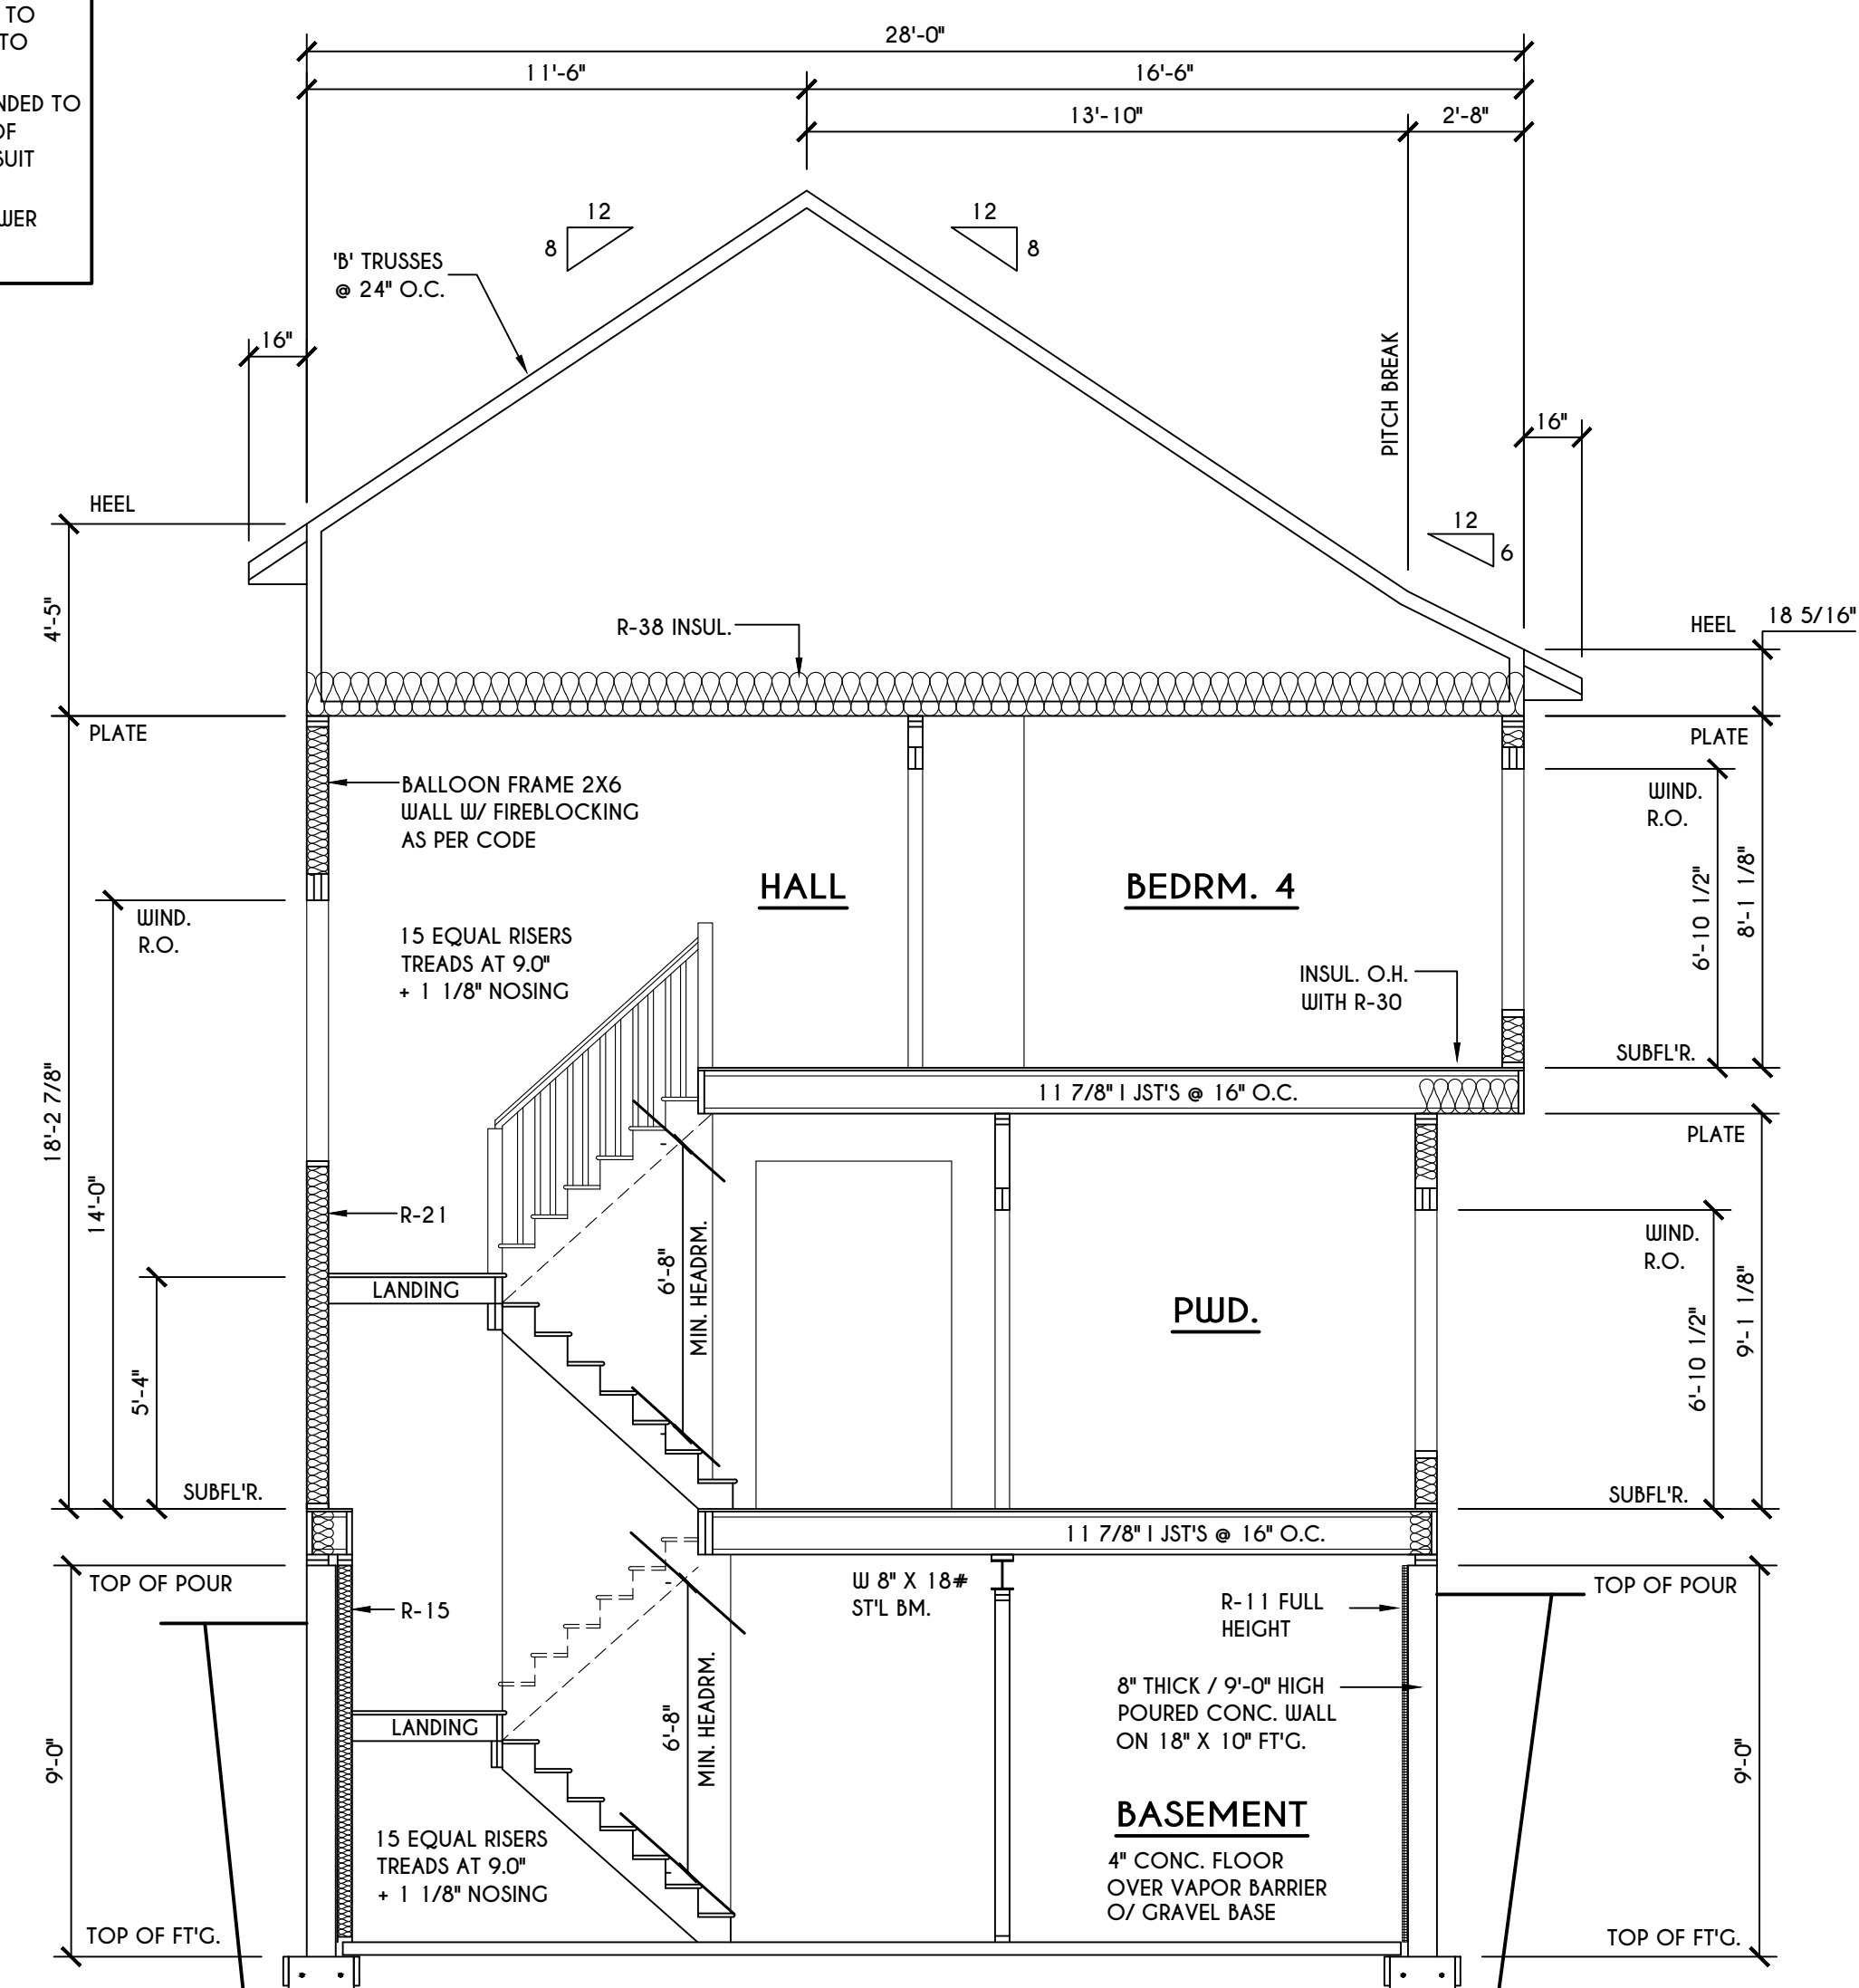 TO
TO
NDED TO
OF
SUIT
WER
28'-0"
11'-6"
16'-6"
13'-10"
2'-8"
12
8
12
8
'B' TRUSSES
@ 24" O.C.
16"
PITCH BREAK
16"
HEEL
12
6
4'-5"
R-38 INSUL.
HEEL
18 5/16"
PLATE
PLATE
BALLOON FRAME 2X6
WALL W/ FIREBLOCKING
AS PER CODE
WIND.
R.O.
HALL
BEDRM. 4
6'-10 1/2"
8'-1 1/8"
WIND.
R.O.
15 EQUAL RISERS
TREADS AT 9.0"
+ 1 1/8" NOSING
INSUL. O.H.
WITH R-30
SUBFL'R.
18'-2 7/8"
11 7/8" I JST'S @ 16" O.C.
PLATE
14'-0"
R-21
WIND.
R.O.
6'-8"
MIN. HEADRM.
LANDING
PWD.
6'-10 1/2"
9'-1 1/8"
5'-4"
SUBFL'R.
SUBFL'R.
11 7/8" I JST'S @ 16" O.C.
TOP OF POUR
W 8" X 18#
ST'L BM.
TOP OF POUR
R-15
R-11 FULL
HEIGHT
6'-8"
MIN. HEADRM.
8" THICK / 9'-0" HIGH
POURED CONC. WALL
ON 18" X 10" FT'G.
LANDING
9'-0"
9'-0"
BASEMENT
15 EQUAL RISERS
TREADS AT 9.0"
+ 1 1/8" NOSING
4" CONC. FLOOR
OVER VAPOR BARRIER
O/ GRAVEL BASE
TOP OF FT'G.
TOP OF FT'G.